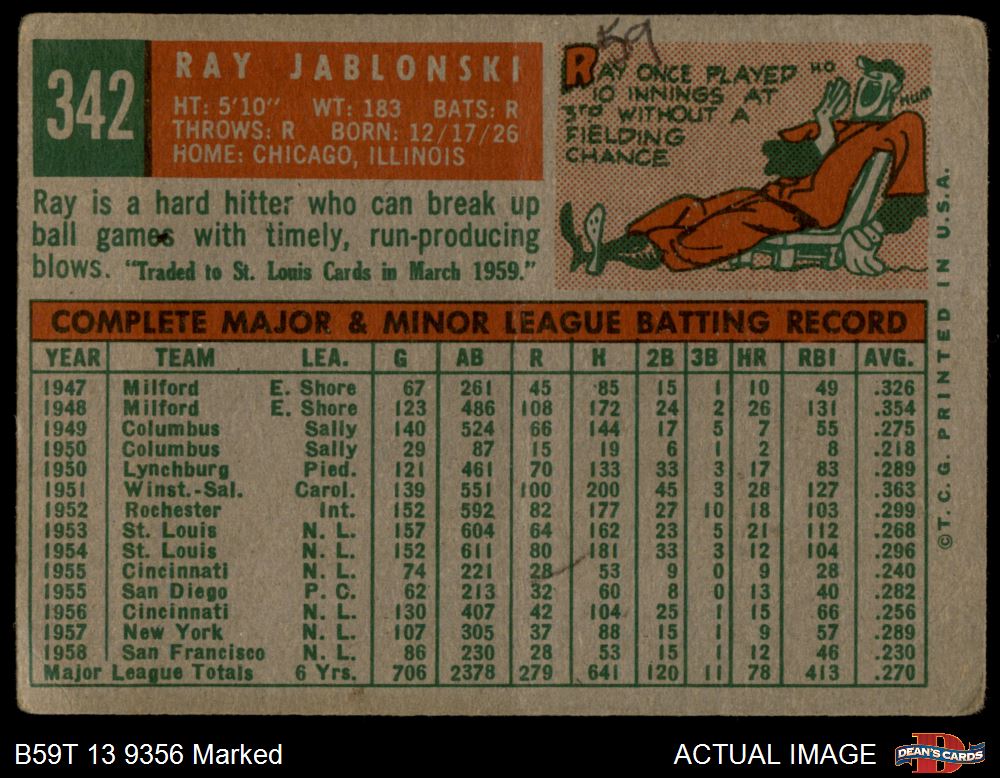 59
342
RAY JABLONSKI
HT: 5'10" WT: 183 BATS: R
THROWS: R BORN: 12/17/26
HOME: CHICAGO, ILLINOIS
RAY ONCE PLAYED
10 INNINGS AT
3RD WITHOUT A
FIELDING
CHANCE
HO
HUM
Ray is a hard hitter who can break up
ball games with timely, run-producing
blows. "Traded to St. Louis Cards in March 1959."
COMPLETE MAJOR & MINOR LEAGUE BATTING RECORD
YEAR TEAM LEA. G AB R H 2B 3B HR RBI AVG.
1947 Milford E. Shore 67 261 45 85 15 1 10 49 .326
1948 Milford E. Shore 123 486 108 172 24 2 26 131 .354
1949 Columbus Sally 140 524 66 144 17 5 7 55 .275
1950 Columbus Sally 29 87 15 19 6 1 2 8 .218
1950 Lynchburg Pied. 121 461 70 133 33 3 17 83 .289
1951 Winst.-Sal. Carol. 139 551 100 200 45 3 28 127 .363
1952 Rochester Int. 152 592 82 177 27 10 18 103 .299
1953 St. Louis N. L. 157 604 64 162 23 5 21 112 .268
1954 St. Louis N. L. 152 611 80 181 33 3 12 104 .296
1955 Cincinnati N. L. 74 221 28 53 9 0 9 28 .240
1955 San Diego P. C. 62 213 32 60 8 0 13 40 .282
1956 Cincinnati N. L. 130 407 42 104 25 1 15 66 .256
1957 New York N. L. 107 305 37 88 15 1 9 57 .289
1958 San Francisco N. L. 86 230 28 53 15 1 12 46 .230
Major League Totals 6 Yrs. 706 2378 279 641 120 11 78 413 .270
©T. C. G. PRINTED IN U.S.A.
B59T 13 9356 Marked
ACTUAL IMAGE
DEAN'S CARDS